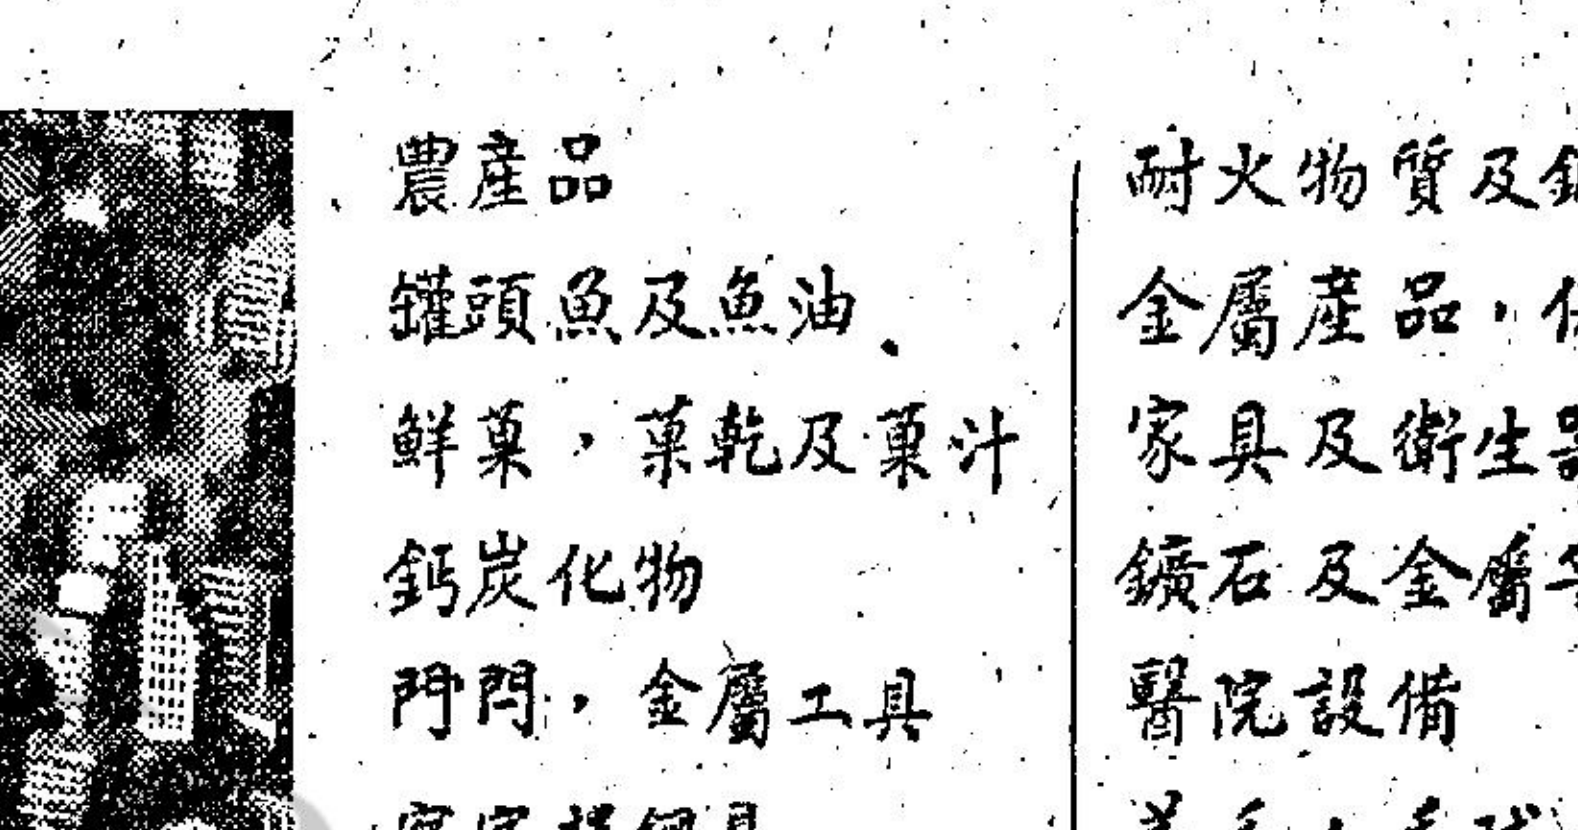 農產品
罐頭魚及魚油
鮮菓，菓乾及菓汁
鈣炭化物
門閂，金屬工具
耐火物質及
金屬產品，
家具及衛生
鑛石及金屬
醫院設備